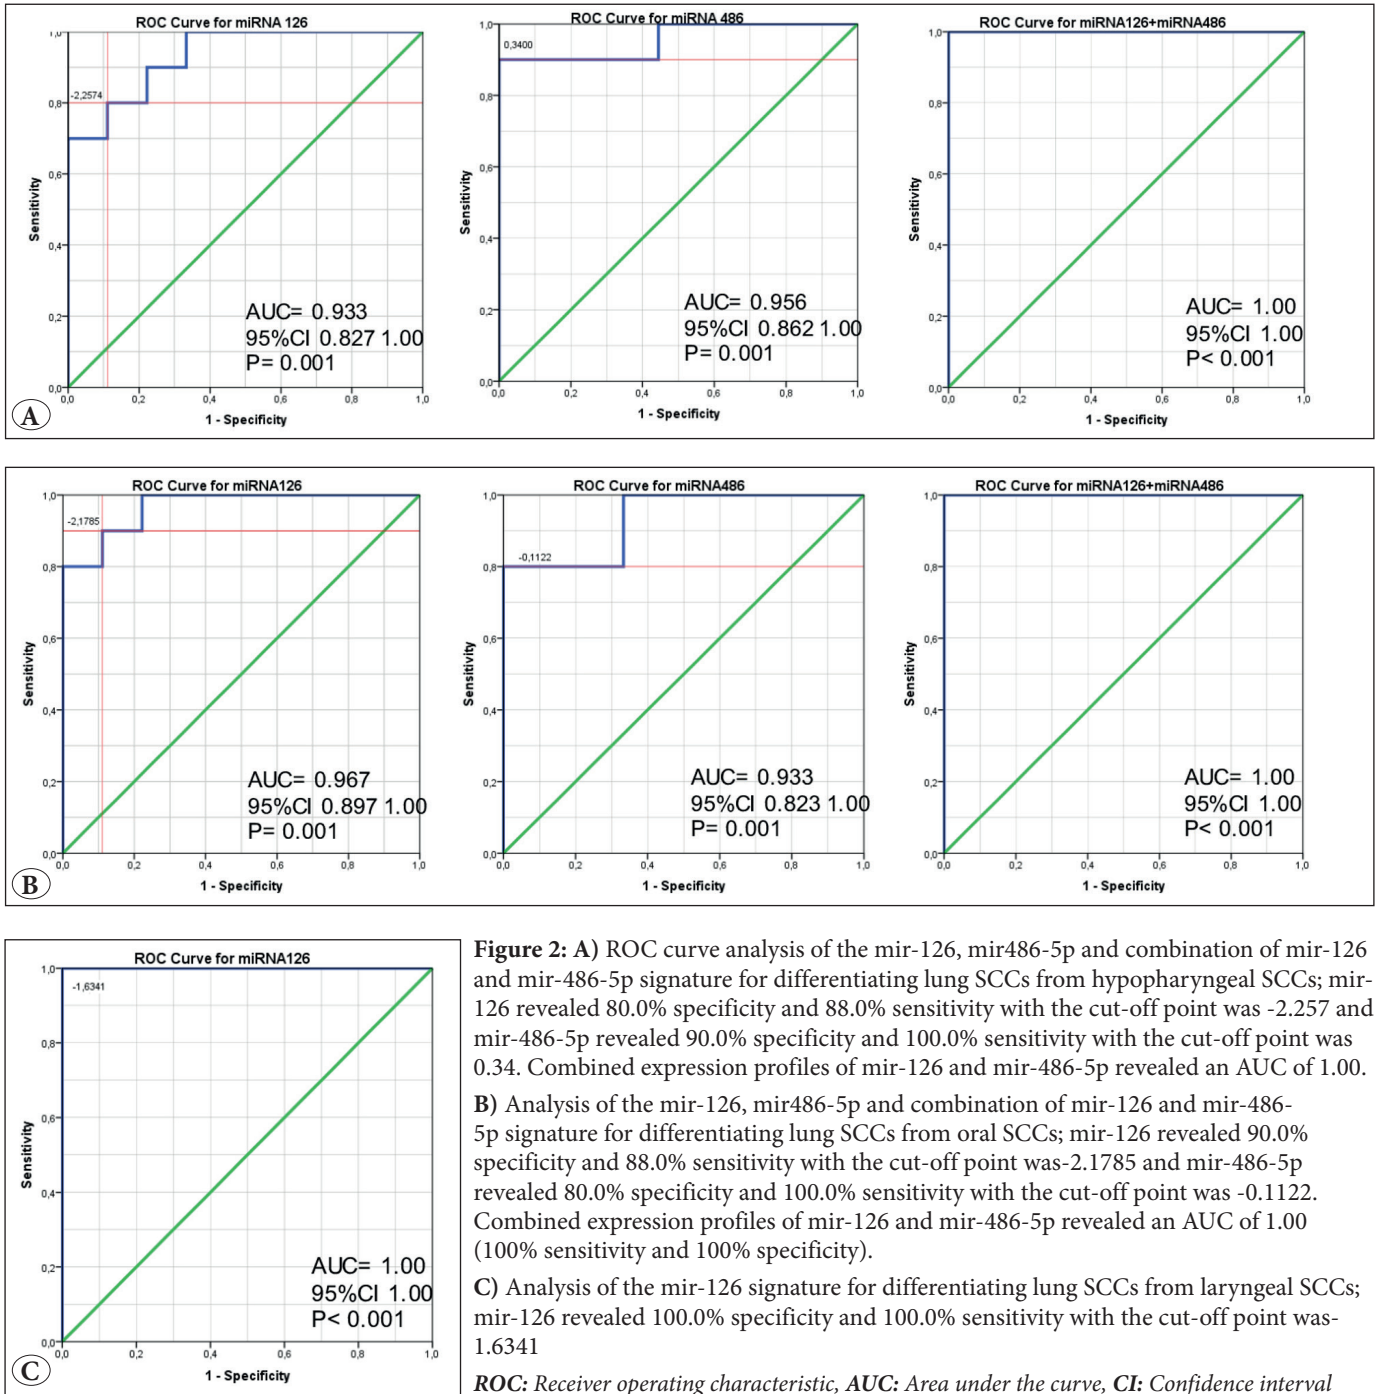 ROC Curve for miRNA 126
1,0
-2,2574
0,8
0,6
Sensitivity
0,4
0,2
0,0
AUC= 0.933
95%CI 0.827 1.00
P= 0.001
0,0 0,2 0,4 0,6 0,8 1,0
1 - Specificity
A
ROC Curve for miRNA 486
1,0
0,3400
0,8
0,6
Sensitivity
0,4
0,2
0,0
AUC= 0.956
95%CI 0.862 1.00
P= 0.001
0,0 0,2 0,4 0,6 0,8 1,0
1 - Specificity
ROC Curve for miRNA126+miRNA486
1,0
0,8
0,6
Sensitivity
0,4
0,2
0,0
AUC= 1.00
95%CI 1.00
P< 0.001
0,0 0,2 0,4 0,6 0,8 1,0
1 - Specificity
ROC Curve for miRNA126
1,0
-2,1785
0,8
0,6
Sensitivity
0,4
0,2
0,0
AUC= 0.967
95%CI 0.897 1.00
P= 0.001
0,0 0,2 0,4 0,6 0,8 1,0
1 - Specificity
B
ROC Curve for miRNA486
1,0
-0,1122
0,8
0,6
Sensitivity
0,4
0,2
0,0
AUC= 0.933
95%CI 0.823 1.00
P= 0.001
0,0 0,2 0,4 0,6 0,8 1,0
1 - Specificity
ROC Curve for miRNA126+miRNA486
1,0
0,8
0,6
Sensitivity
0,4
0,2
0,0
AUC= 1.00
95%CI 1.00
P< 0.001
0,0 0,2 0,4 0,6 0,8 1,0
1 - Specificity
ROC Curve for miRNA126
1,0
-1,6341
0,8
0,6
Sensitivity
0,4
0,2
0,0
AUC= 1.00
95%CI 1.00
P< 0.001
0,0 0,2 0,4 0,6 0,8 1,0
1 - Specificity
C
Figure 2: A) ROC curve analysis of the mir-126, mir486-5p and combination of mir-126
and mir-486-5p signature for differentiating lung SCCs from hypopharyngeal SCCs; mir-
126 revealed 80.0% specificity and 88.0% sensitivity with the cut-off point was -2.257 and
mir-486-5p revealed 90.0% specificity and 100.0% sensitivity with the cut-off point was
0.34. Combined expression profiles of mir-126 and mir-486-5p revealed an AUC of 1.00.
B) Analysis of the mir-126, mir486-5p and combination of mir-126 and mir-486-
5p signature for differentiating lung SCCs from oral SCCs; mir-126 revealed 90.0%
specificity and 88.0% sensitivity with the cut-off point was-2.1785 and mir-486-5p
revealed 80.0% specificity and 100.0% sensitivity with the cut-off point was -0.1122.
Combined expression profiles of mir-126 and mir-486-5p revealed an AUC of 1.00
(100% sensitivity and 100% specificity).
C) Analysis of the mir-126 signature for differentiating lung SCCs from laryngeal SCCs;
mir-126 revealed 100.0% specificity and 100.0% sensitivity with the cut-off point was-
1.6341
ROC: Receiver operating characteristic, AUC: Area under the curve, CI: Confidence interval